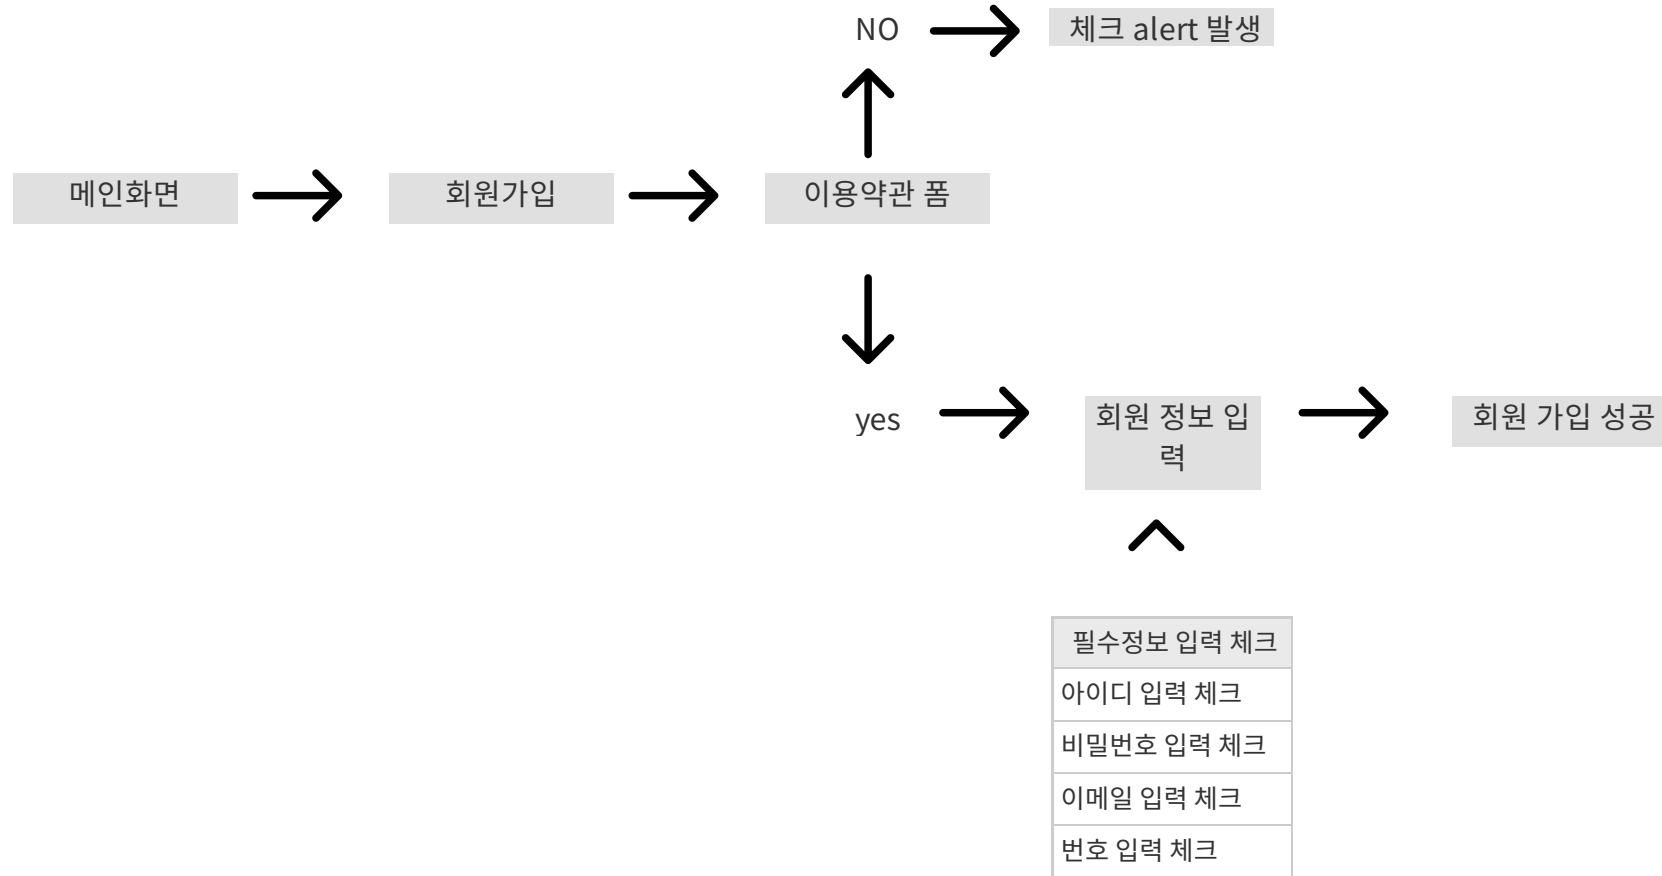 NO
체크 alert 발생
메인화면
회원가입
이용약관 폼
yes
회원 정보 입
력
회원 가입 성공
필수정보 입력 체크
아이디 입력 체크
비밀번호 입력 체크
이메일 입력 체크
번호 입력 체크